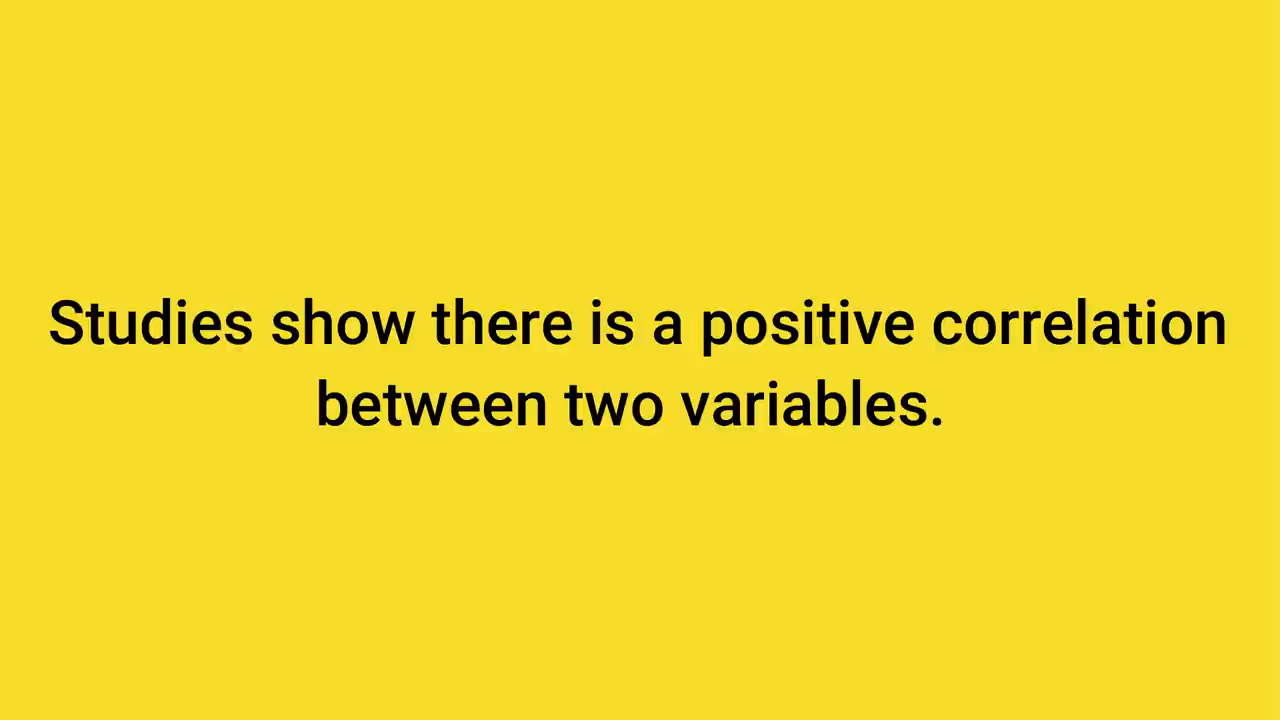 Studies show there is a positive correlation
between two variables.